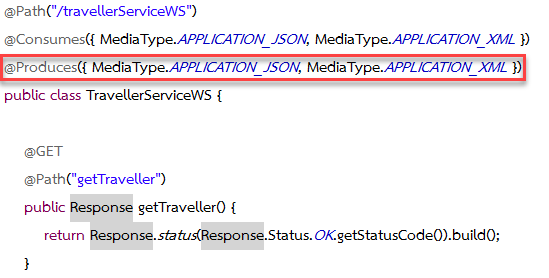 @Path("/travellerServiceWS")
@Consumes({ MediaType.APPLICATION_JSON, MediaType.APPLICATION_XML })
@Produces({ MediaType.APPLICATION_JSON, MediaType.APPLICATION_XML })
public class TravellerServiceWS {
@GET
@Path("getTraveller")
public Response getTraveller() {
return Response.status(Response.Status.OK.getStatusCode()).build();
}